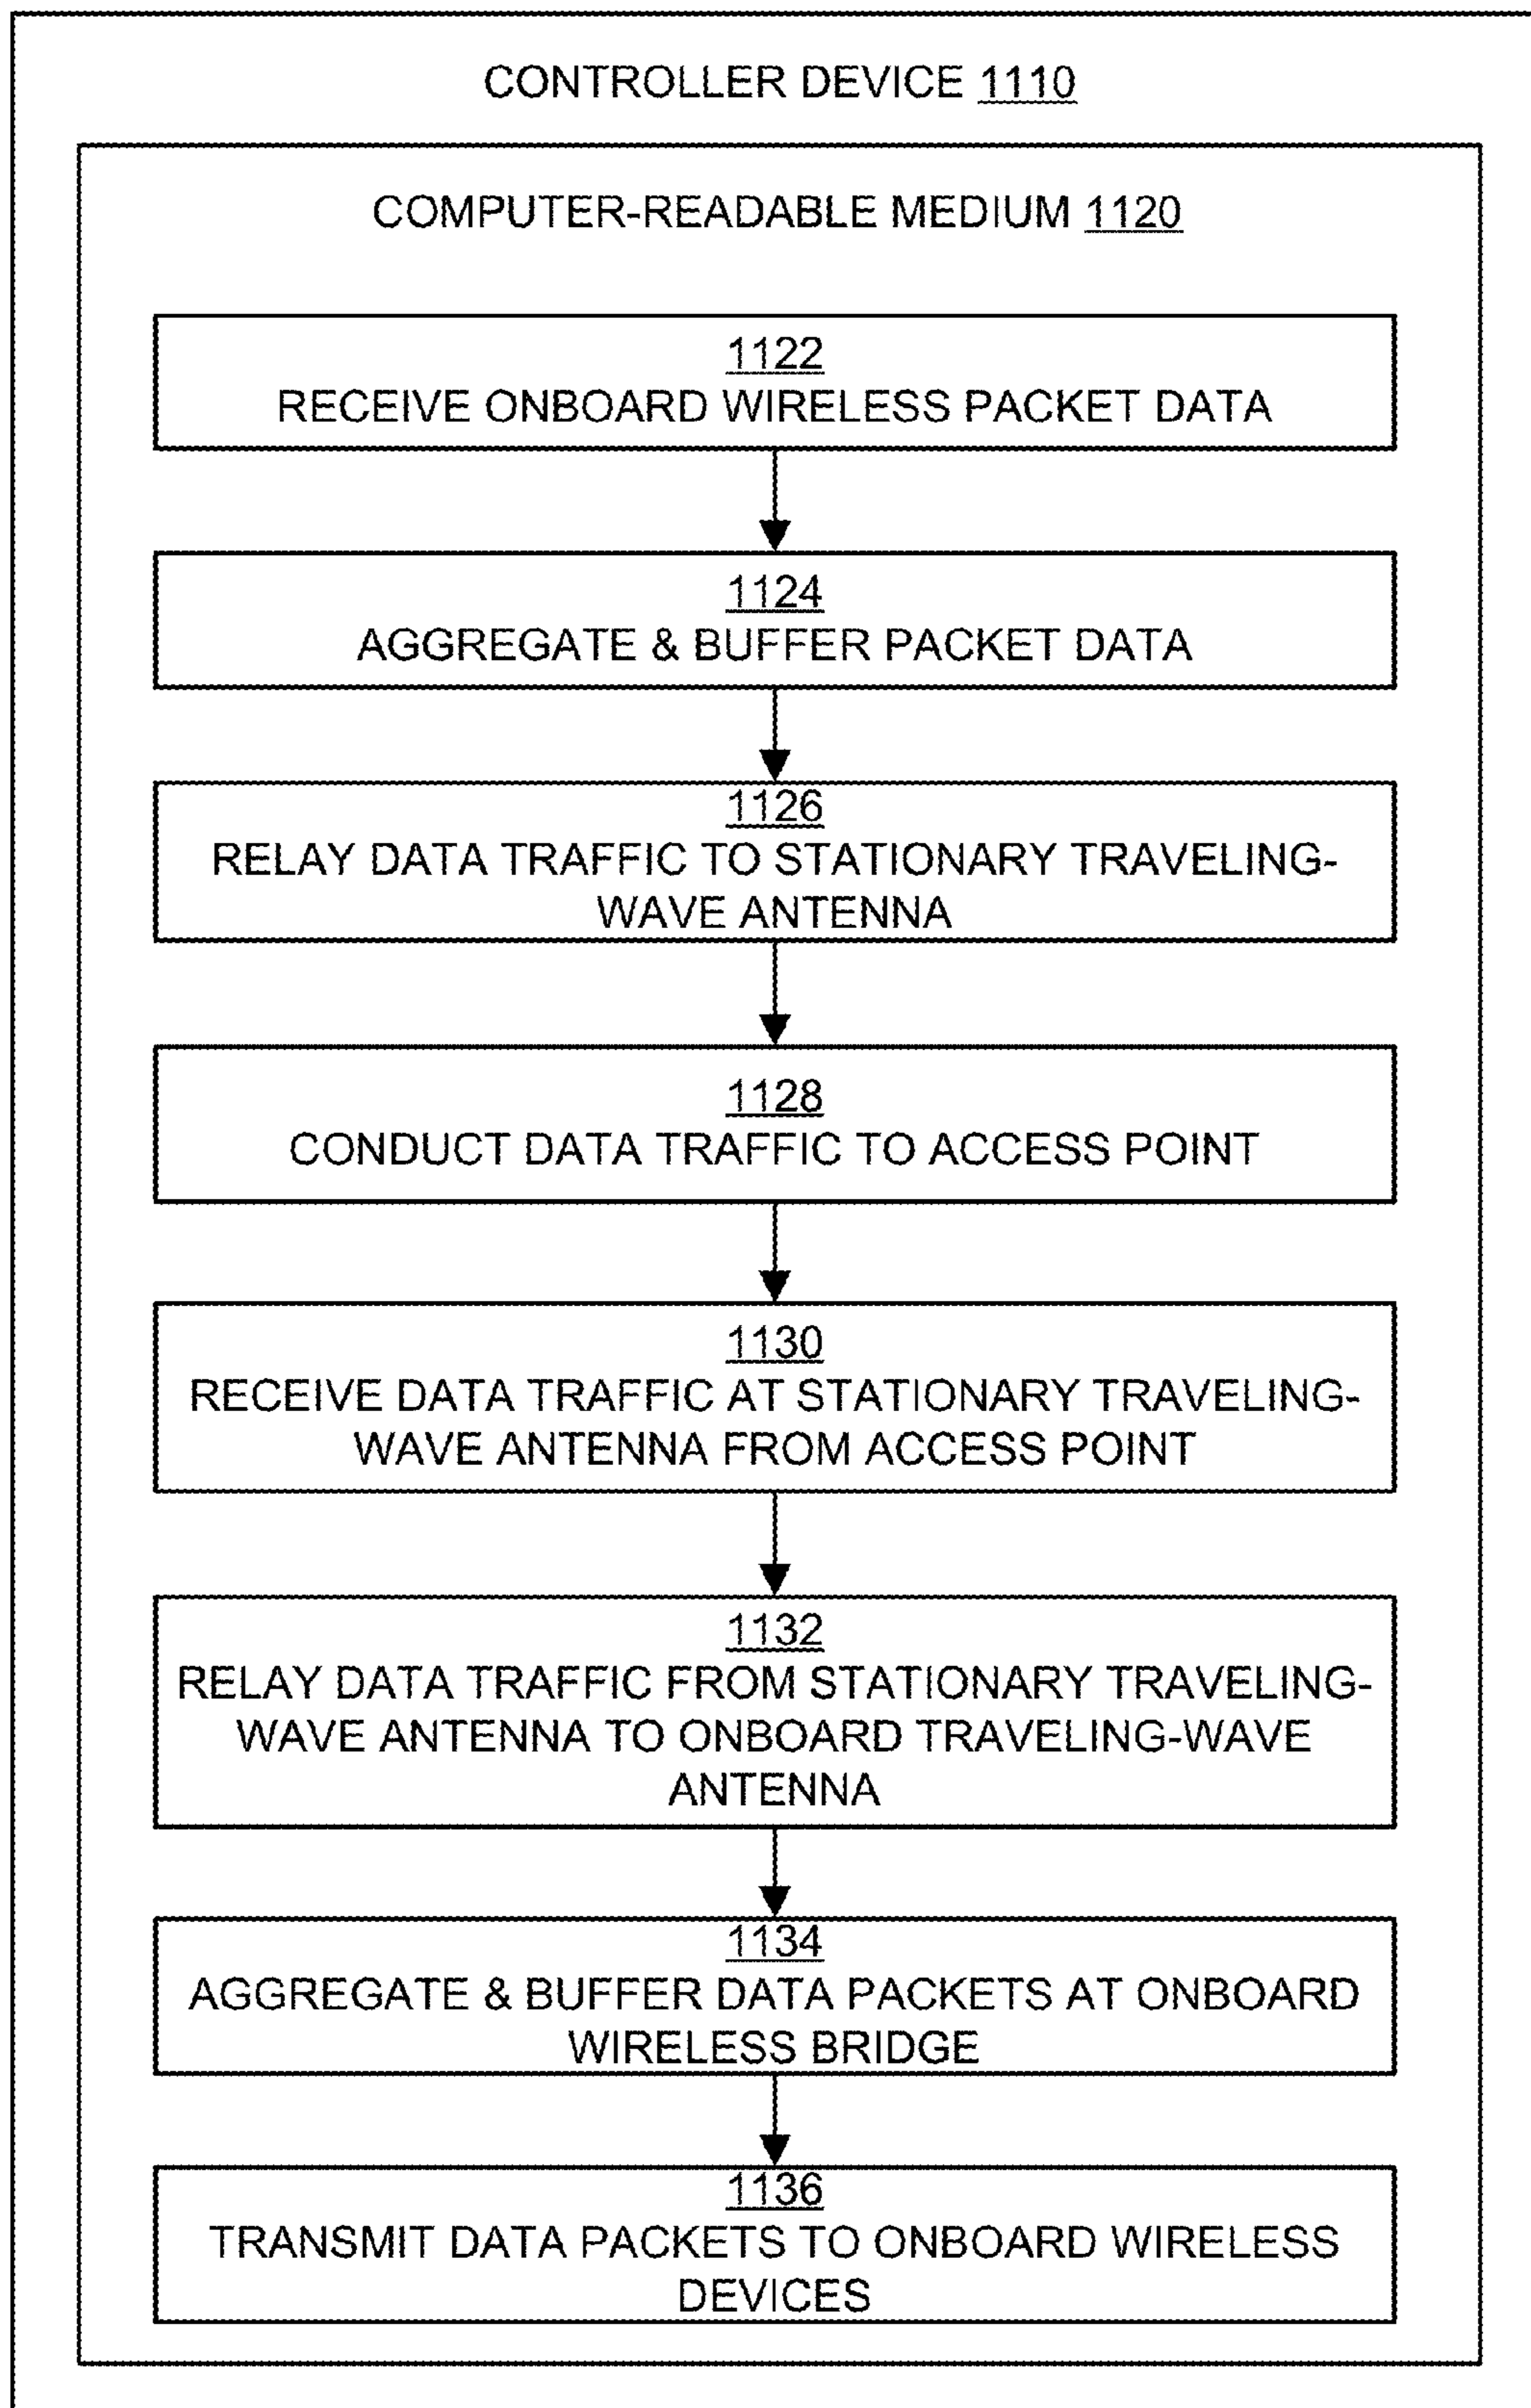 CONTROLLER DEVICE 1110
COMPUTER-READABLE MEDIUM 1120
1122
RECEIVE ONBOARD WIRELESS PACKET DATA
1124
AGGREGATE & BUFFER PACKET DATA
1126
RELAY DATA TRAFFIC TO STATIONARY TRAVELING-
WAVE ANTENNA
1128
CONDUCT DATA TRAFFIC TO ACCESS POINT
1130
RECEIVE DATA TRAFFIC AT STATIONARY TRAVELING-
WAVE ANTENNA FROM ACCESS POINT
1132
RELAY DATA TRAFFIC FROM STATIONARY TRAVELING-
WAVE ANTENNA TO ONBOARD TRAVELING-WAVE
ANTENNA
1134
AGGREGATE & BUFFER DATA PACKETS AT ONBOARD
WIRELESS BRIDGE
1136
TRANSMIT DATA PACKETS TO ONBOARD WIRELESS
DEVICES